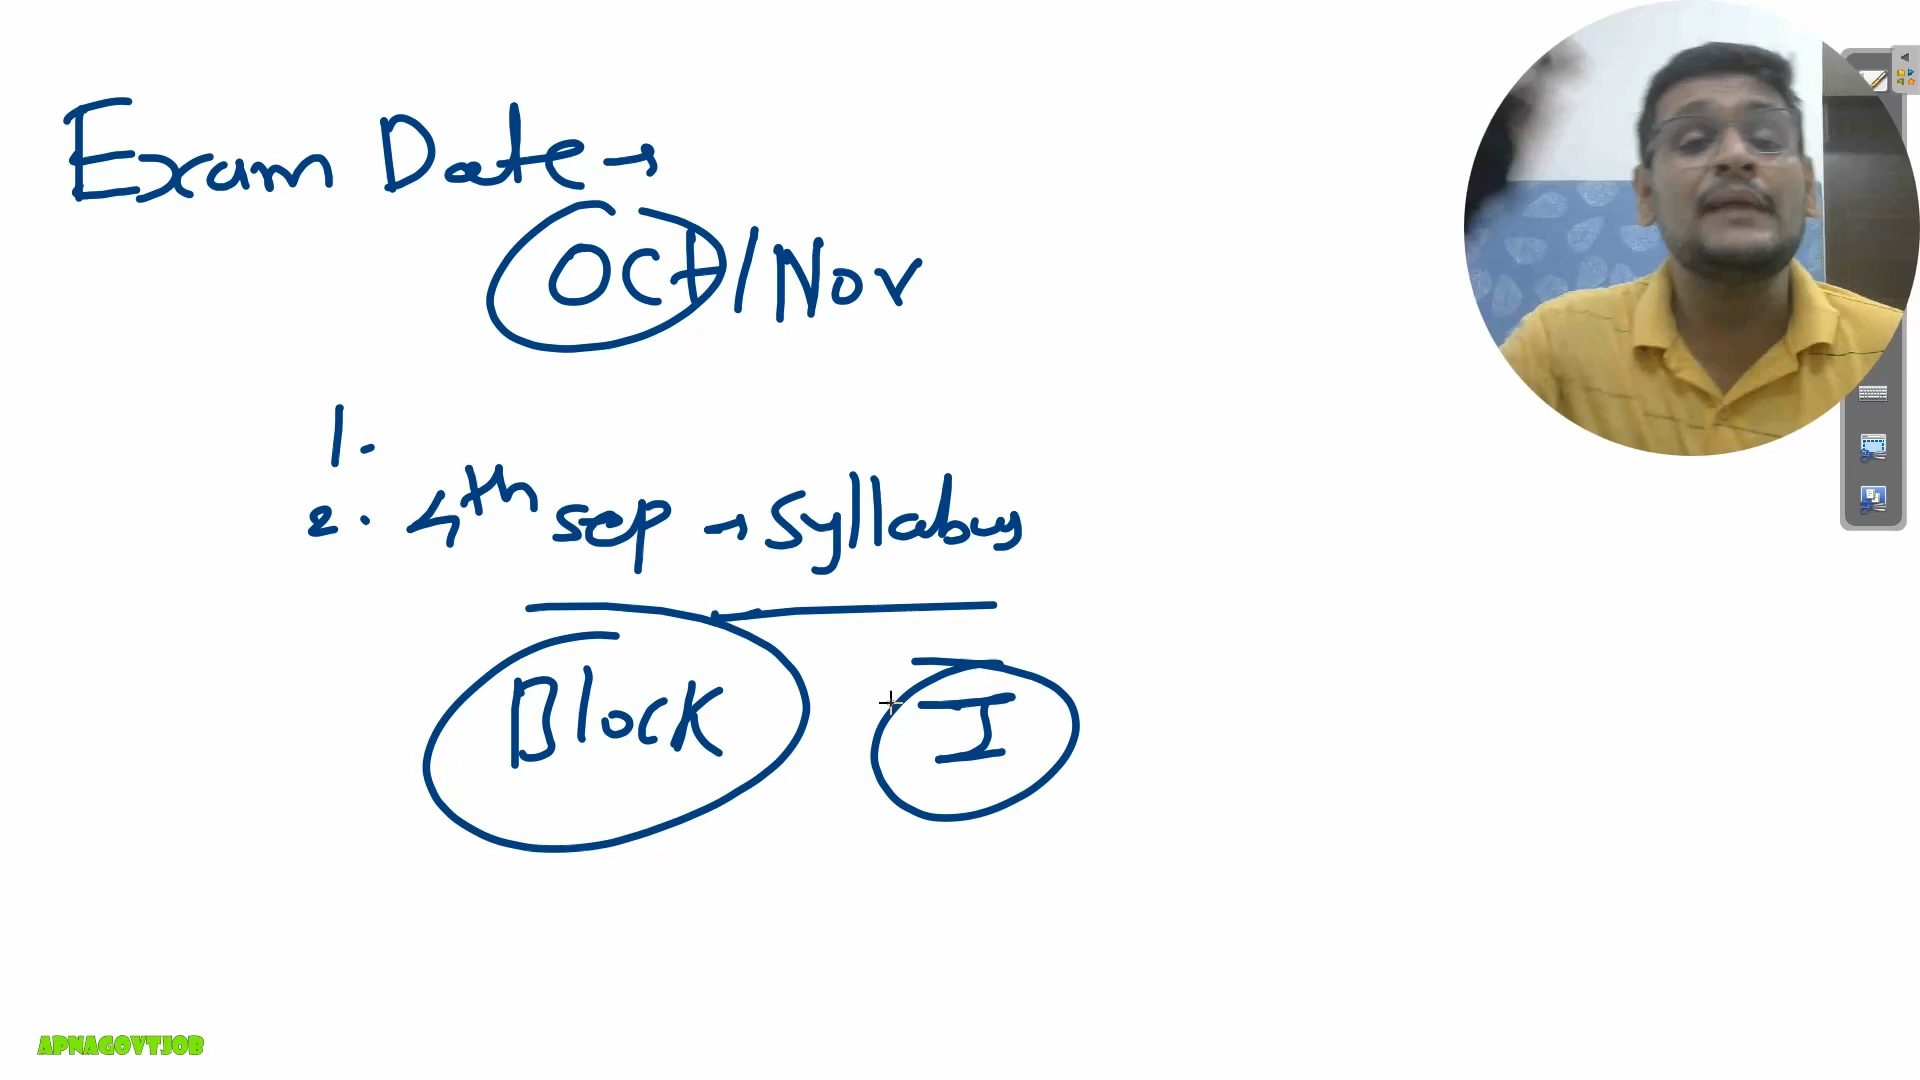 Exam Date →
Oct/Nov
1.
2. 4th sep → syllabus
Block I
APNAGOVTJOB